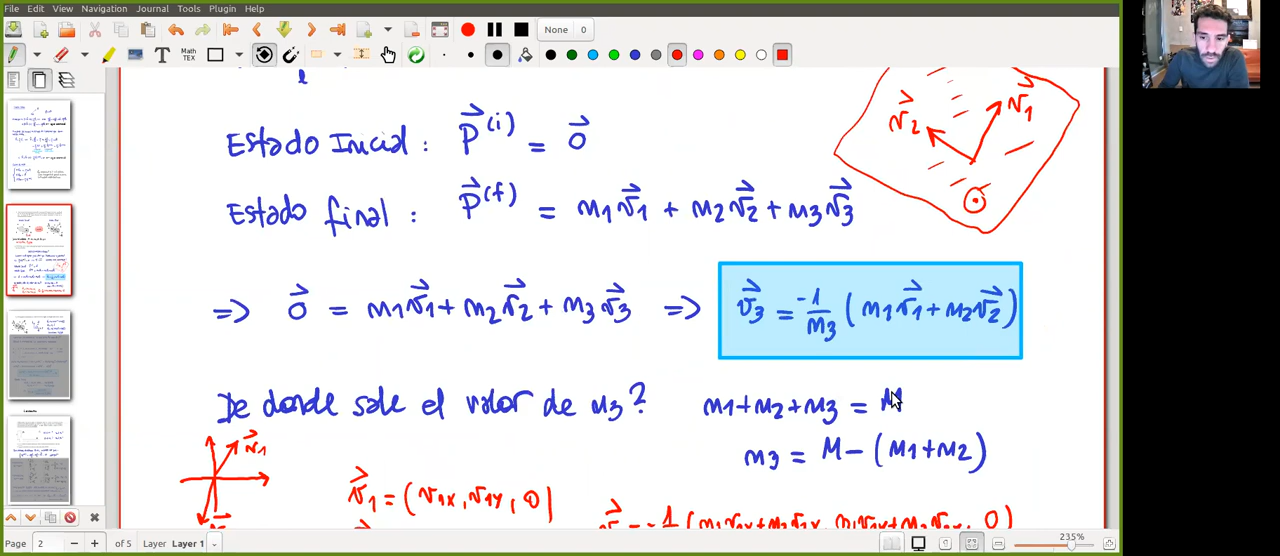 File Edit View Navigation Journal Tools Plugin Help
None 0
Math TEX
v⃗2 v⃗1
Estado Inicial : P⃗(i) = 0⃗
Estado final : P⃗(f) = m1v⃗1 + m2v⃗2 + m3v⃗3
=> 0⃗ = m1v⃗1 + m2v⃗2 + m3v⃗3 => v⃗3 = -1/m3 (m1v⃗1 + m2v⃗2)
De donde sale el valor de m3? m1+m2+m3 = M
m3 = M - (m1+m2)
v⃗1
v⃗1 = (v1x, v1y, 0)
Page 2 of 5 Layer Layer 1 235%